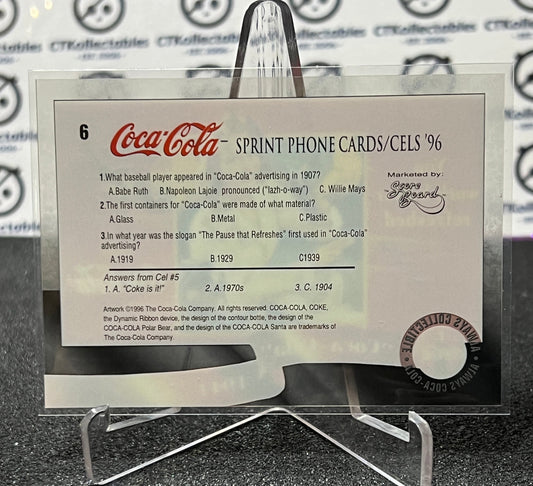 CTKollectables
6
Coca-Cola™ SPRINT PHONE CARDS/CELS '96
1.What baseball player appeared in "Coca-Cola" advertising in 1907?
A.Babe Ruth B.Napoleon Lajoie pronounced ("lazh-o-way") C. Willie Mays
2.The first containers for "Coca-Cola" were made of what material?
A.Glass B.Metal C.Plastic
3.In what year was the slogan "The Pause that Refreshes" first used in "Coca-Cola"
advertising?
A.1919 B.1929 C1939
Marketed by:
Score
Board
Answers from Cel #5
1. A. "Coke is it!" 2. A.1970s 3. C. 1904
Artwork ©1996 The Coca-Cola Company. All rights reserved. COCA-COLA, COKE,
the Dynamic Ribbon device, the design of the contour bottle, the design of
COCA-COLA Polar Bear, and the design of the COCA-COLA Santa are trademarks of
The Coca-Cola Company.
ALWAYS COLLECTIBLE • ALWAYS COCA-COLA •